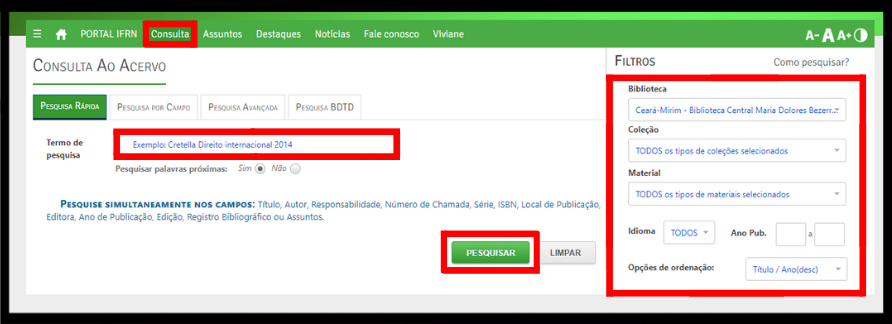 PORTAL IFRN Consulta Assuntos Destaques Notícias Fale conosco Viviane A- A A+
CONSULTA AO ACERVO
PESQUISA RÁPIDA PESQUISA POR CAMPO PESQUISA AVANÇADA PESQUISA BDTD
Termo de pesquisa
Exemplo: Cretella Direito internacional 2014
Pesquisar palavras próximas: Sim Não
PESQUISE SIMULTANEAMENTE NOS CAMPOS: Título, Autor, Responsabilidade, Número de Chamada, Série, ISBN, Local de Publicação,
Editora, Ano de Publicação, Edição, Registro Bibliográfico ou Assuntos.
PESQUISAR LIMPAR
FILTROS Como pesquisar?
Biblioteca
Ceará-Mirim - Biblioteca Central Maria Dolores Bezerr...
Coleção
TODOS os tipos de coleções selecionados
Material
TODOS os tipos de materiais selecionados
Idioma TODOS Ano Pub. a
Opções de ordenação: Título / Ano(desc)